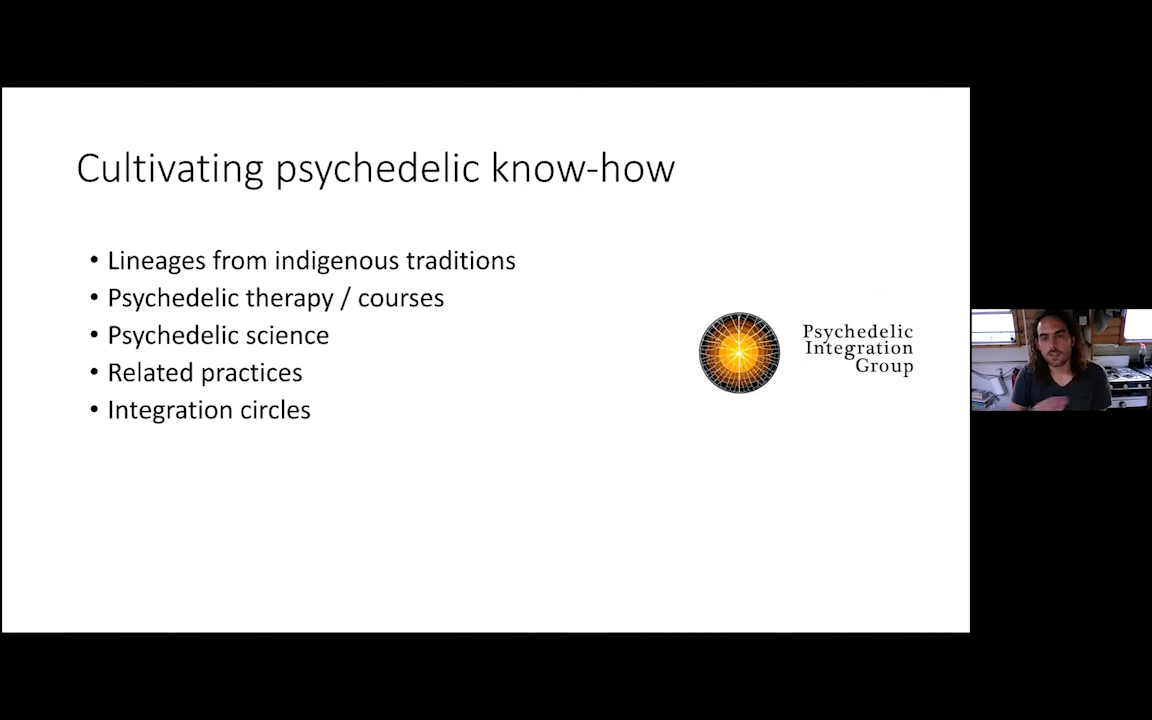 Cultivating psychedelic know-how
• Lineages from indigenous traditions
• Psychedelic therapy / courses
• Psychedelic science
• Related practices
• Integration circles
Psychedelic
Integration
Group